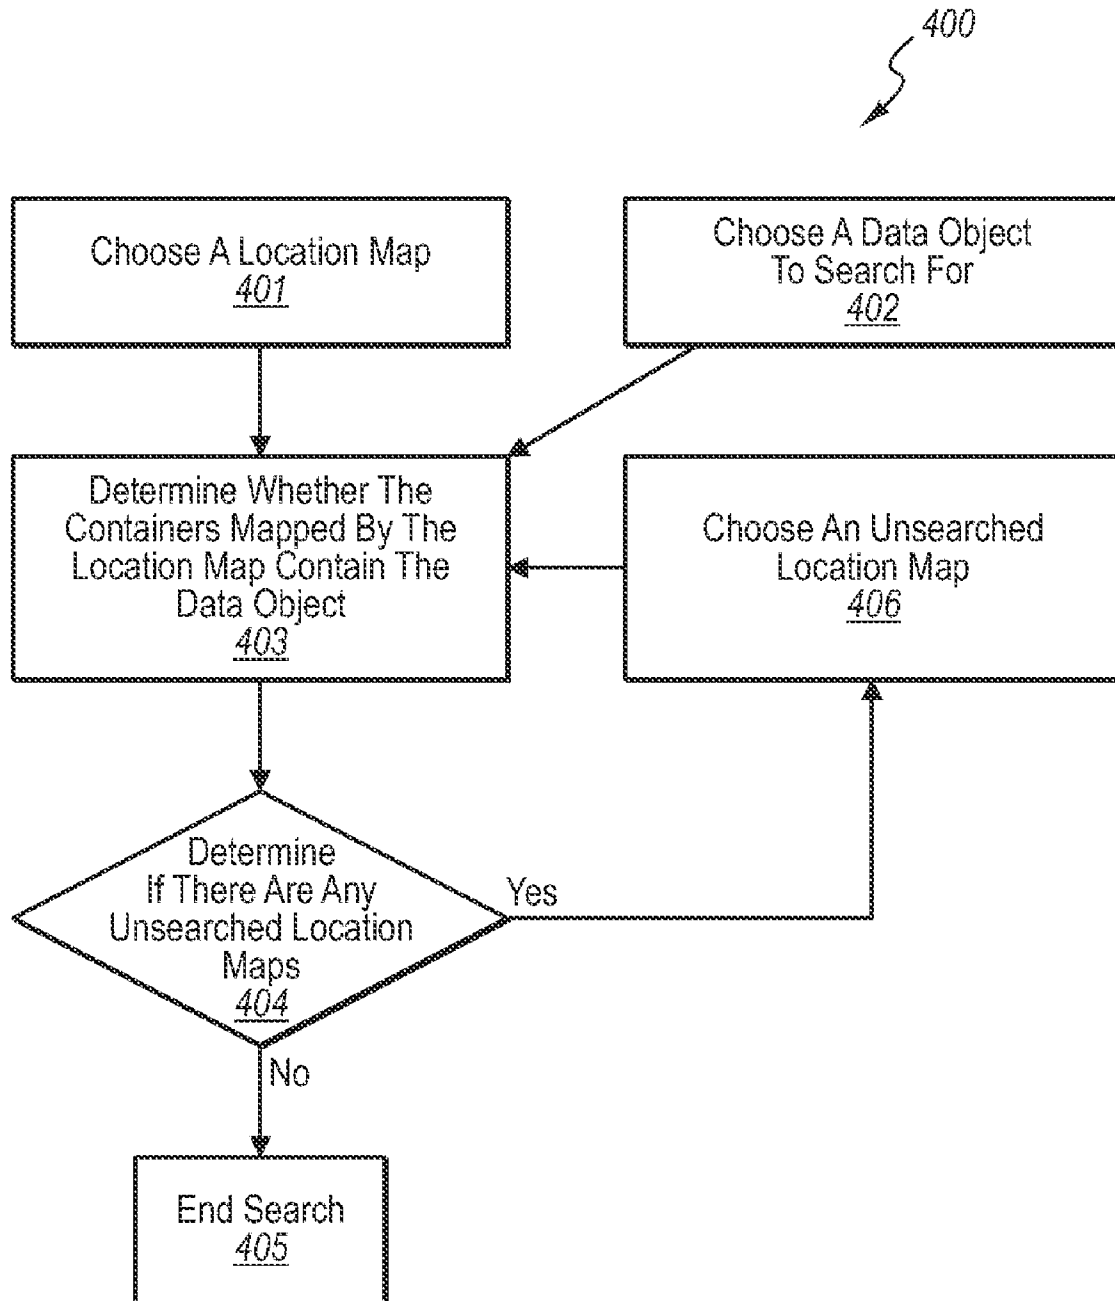 400
Choose A Location Map
401
Choose A Data Object
To Search For
402
Determine Whether The
Containers Mapped By The
Location Map Contain The
Data Object
403
Choose An Unsearched
Location Map
406
Determine
If There Are Any
Unsearched Location
Maps
404
Yes
No
End Search
405